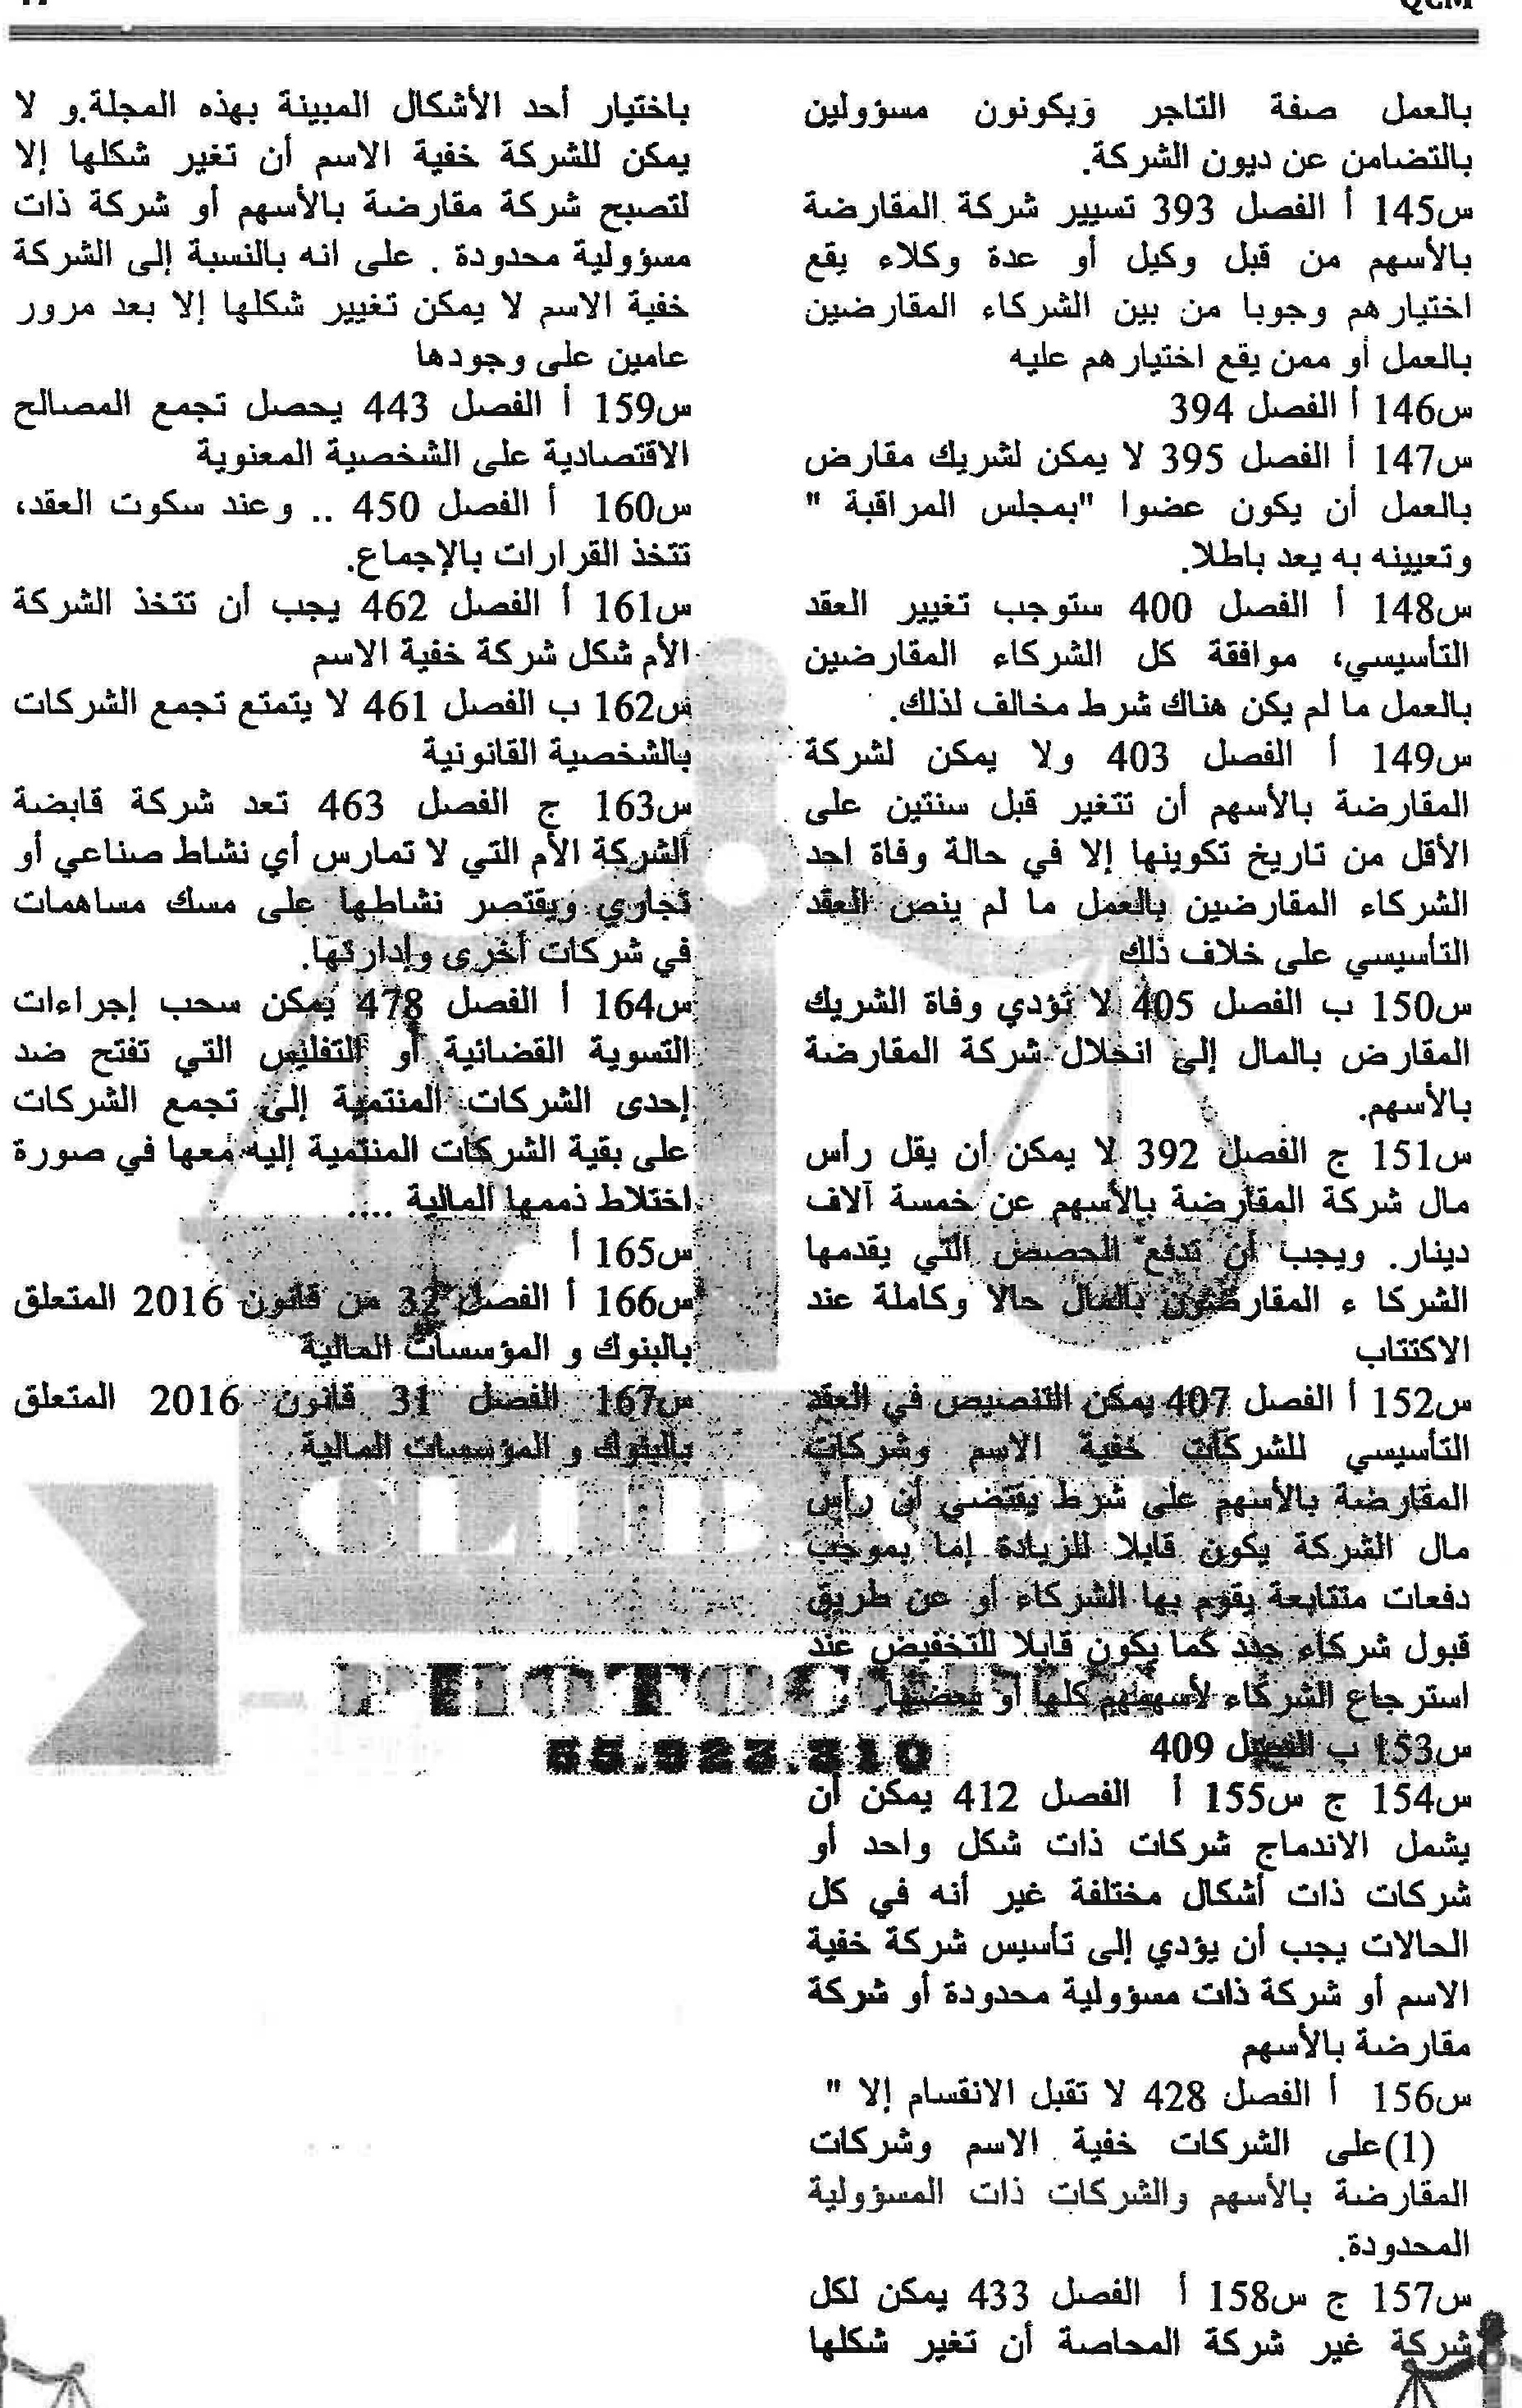 QCM
بالعمل صفة التاجر ويكونون مسؤولين
بالتضامن عن ديون الشركة.
س145 أ الفصل 393 تسيير شركة المقارضة
بالأسهم من قبل وكيل أو عدة وكلاء يقع
اختيارهم وجوبا من بين الشركاء المقارضين
بالعمل أو ممن يقع اختيارهم عليه
س146 أ الفصل 394
س147 أ الفصل 395 لا يمكن لشريك مقارض
بالعمل أن يكون عضوا "بمجلس المراقبة "
وتعيينه به يعد باطلا.
س148 أ الفصل 400 ستوجب تغيير العقد
التأسيسي، موافقة كل الشركاء المقارضين
بالعمل ما لم يكن هناك شرط مخالف لذلك.
س149 أ الفصل 403 ولا يمكن لشركة
المقارضة بالأسهم أن تتغير قبل سنتين على
الأقل من تاريخ تكوينها إلا في حالة وفاة احد
الشركاء المقارضين بالعمل ما لم ينص العقد
التأسيسي على خلاف ذلك
س150 ب الفصل 405 لا تؤدي وفاة الشريك
المقارض بالمال إلى انحلال شركة المقارضة
بالأسهم.
س151 ج الفصل 392 لا يمكن أن يقل رأس
مال شركة المقارضة بالأسهم عن خمسة آلاف
دينار. ويجب أن تدفع الحصص التي يقدمها
الشركا ء المقارضون بالمال حالا وكاملة عند
الاكتتاب
س152 أ الفصل 407 يمكن التنصيص في العقد
التأسيسي للشركات خفية الاسم وشركات
المقارضة بالأسهم على شرط يقتضي أن رأس
مال الشركة يكون قابلا للزيادة إما بموجب
دفعات متتابعة يقوم بها الشركاء أو عن طريق
قبول شركاء جدد كما يكون قابلا للتخفيض عند
استرجاع الشركاء لأسهمهم كلها أو بعضها .
س153 ب الفصل 409
س154 ج س155 أ الفصل 412 يمكن أن
يشمل الاندماج شركات ذات شكل واحد أو
شركات ذات أشكال مختلفة غير أنه في كل
الحالات يجب أن يؤدي إلى تأسيس شركة خفية
الاسم أو شركة ذات مسؤولية محدودة أو شركة
مقارضة بالأسهم
س156 أ الفصل 428 لا تقبل الانقسام إلا "
(1)على الشركات خفية الاسم وشركات
المقارضة بالأسهم والشركات ذات المسؤولية
المحدودة.
س157 ج س158 أ الفصل 433 يمكن لكل
شركة غير شركة المحاصة أن تغير شكلها
باختيار أحد الأشكال المبينة بهذه المجلة.و لا
يمكن للشركة خفية الاسم أن تغير شكلها إلا
لتصبح شركة مقارضة بالأسهم أو شركة ذات
مسؤولية محدودة . على انه بالنسبة إلى الشركة
خفية الاسم لا يمكن تغيير شكلها إلا بعد مرور
عامين على وجودها
س159 أ الفصل 443 يحصل تجمع المصالح
الاقتصادية على الشخصية المعنوية
س160 أ الفصل 450 .. وعند سكوت العقد،
تتخذ القرارات بالإجماع.
س161 أ الفصل 462 يجب أن تتخذ الشركة
الأم شكل شركة خفية الاسم
س162 ب الفصل 461 لا يتمتع تجمع الشركات
بالشخصية القانونية
س163 ج الفصل 463 تعد شركة قابضة
الشركة الأم التي لا تمارس أي نشاط صناعي أو
تجاري ويقتصر نشاطها على مسك مساهمات
في شركات أخرى وإدارتها.
س164 أ الفصل 478 يمكن سحب إجراءات
التسوية القضائية أو التفليس التي تفتح ضد
إحدى الشركات المنتمية إلى تجمع الشركات
على بقية الشركات المنتمية إليه معها في صورة
اختلاط ذممها المالية ....
س165 أ
س166 أ الفصل 32 من قانون 2016 المتعلق
بالبنوك و المؤسسات المالية
س167 الفصل 31 قانون 2016 المتعلق
بالبنوك و المؤسسات المالية
CLUB
55.923.310